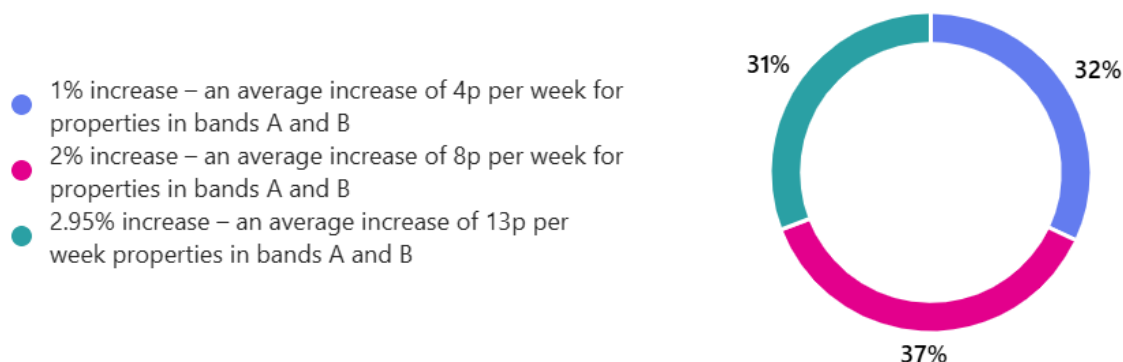 1% increase – an average increase of 4p per week for
properties in bands A and B
2% increase – an average increase of 8p per week for
properties in bands A and B
2.95% increase – an average increase of 13p per
week properties in bands A and B
31%
32%
37%